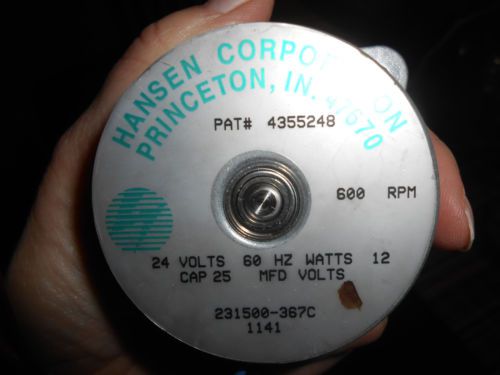 HANSEN CORPORATION
PRINCETON, IN. 47670
PAT# 4355248
600 RPM
24 VOLTS 60 HZ WATTS 12
CAP 25 MFD VOLTS
231500-367C
1141